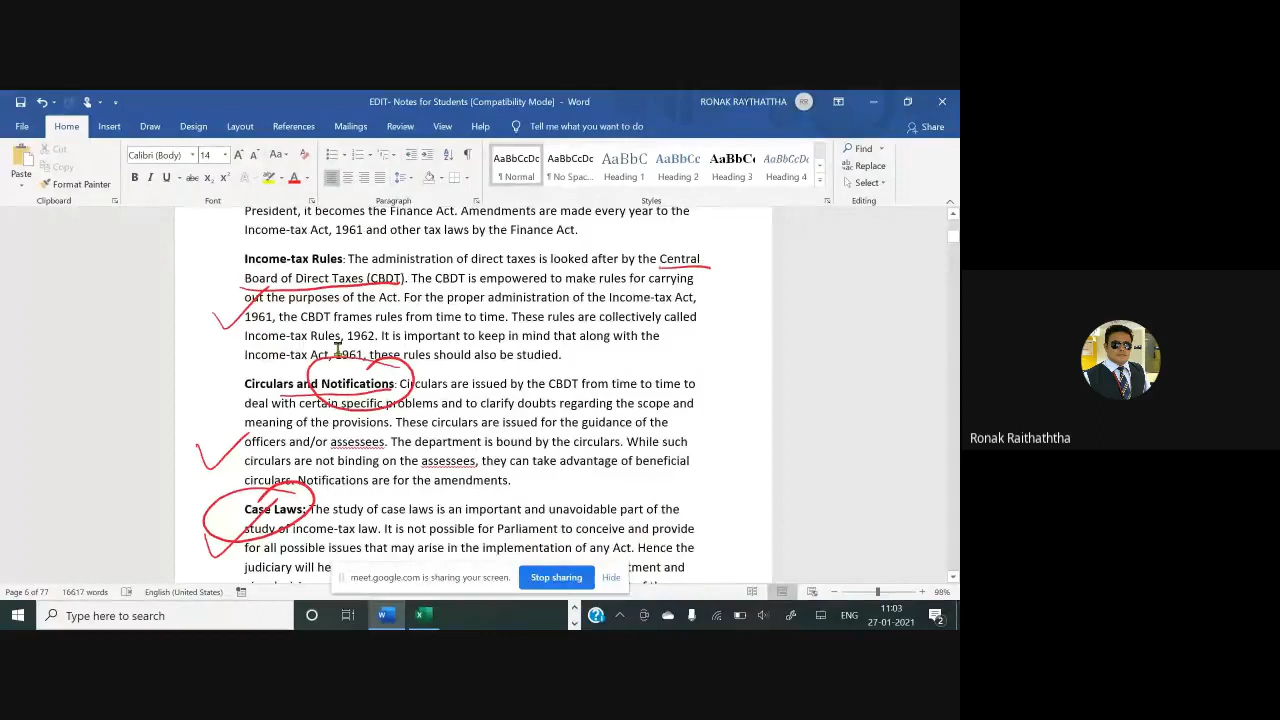 EDIT- Notes for Students [Compatibility Mode] - Word
RONAK RAYTHATTHA
RR
File Home Insert Draw Design Layout References Mailings Review View Help Tell me what you want to do
Share
Paste
Cut
Copy
Format Painter
Clipboard
Calibri (Body) 14
Font
Paragraph
AaBbCcDc AaBbCcDc AaBbC AaBbCc AaBbCc AaBbCcDc
¶ Normal ¶ No Spac... Heading 1 Heading 2 Heading 3 Heading 4
Styles
Find
Replace
Select
Editing
President, it becomes the Finance Act. Amendments are made every year to the
Income-tax Act, 1961 and other tax laws by the Finance Act.
Income-tax Rules: The administration of direct taxes is looked after by the Central
Board of Direct Taxes (CBDT). The CBDT is empowered to make rules for carrying
out the purposes of the Act. For the proper administration of the Income-tax Act,
1961, the CBDT frames rules from time to time. These rules are collectively called
Income-tax Rules, 1962. It is important to keep in mind that along with the
Income-tax Act, 1961, these rules should also be studied.
Circulars and Notifications: Circulars are issued by the CBDT from time to time to
deal with certain specific problems and to clarify doubts regarding the scope and
meaning of the provisions. These circulars are issued for the guidance of the
officers and/or assessees. The department is bound by the circulars. While such
circulars are not binding on the assessees, they can take advantage of beneficial
circulars. Notifications are for the amendments.
Case Laws: The study of case laws is an important and unavoidable part of the
study of income-tax law. It is not possible for Parliament to conceive and provide
for all possible issues that may arise in the implementation of any Act. Hence the
judiciary will he
meet.google.com is sharing your screen. Stop sharing Hide
and
Page 6 of 77 16617 words English (United States) 98%
Type here to search
ENG
11:03
27-01-2021
2
Ronak Raithaththa